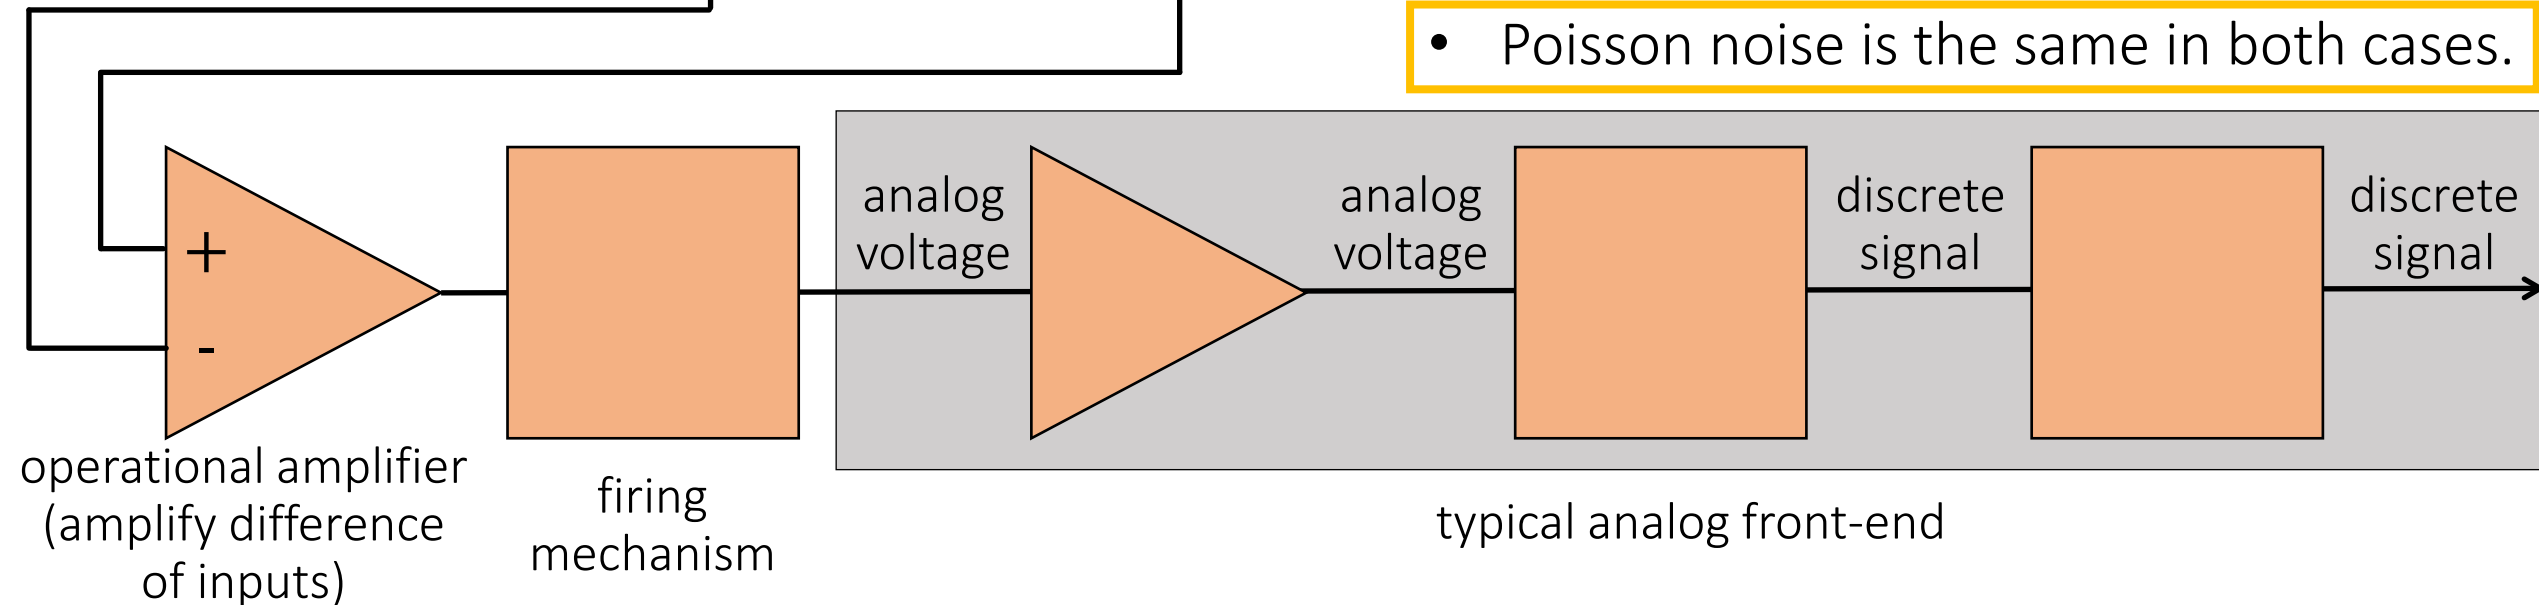 • Poisson noise is the same in both cases.
analog
voltage
analog
voltage
discrete
signal
discrete
signal
+
-
operational amplifier
(amplify difference
of inputs)
firing
mechanism
typical analog front-end